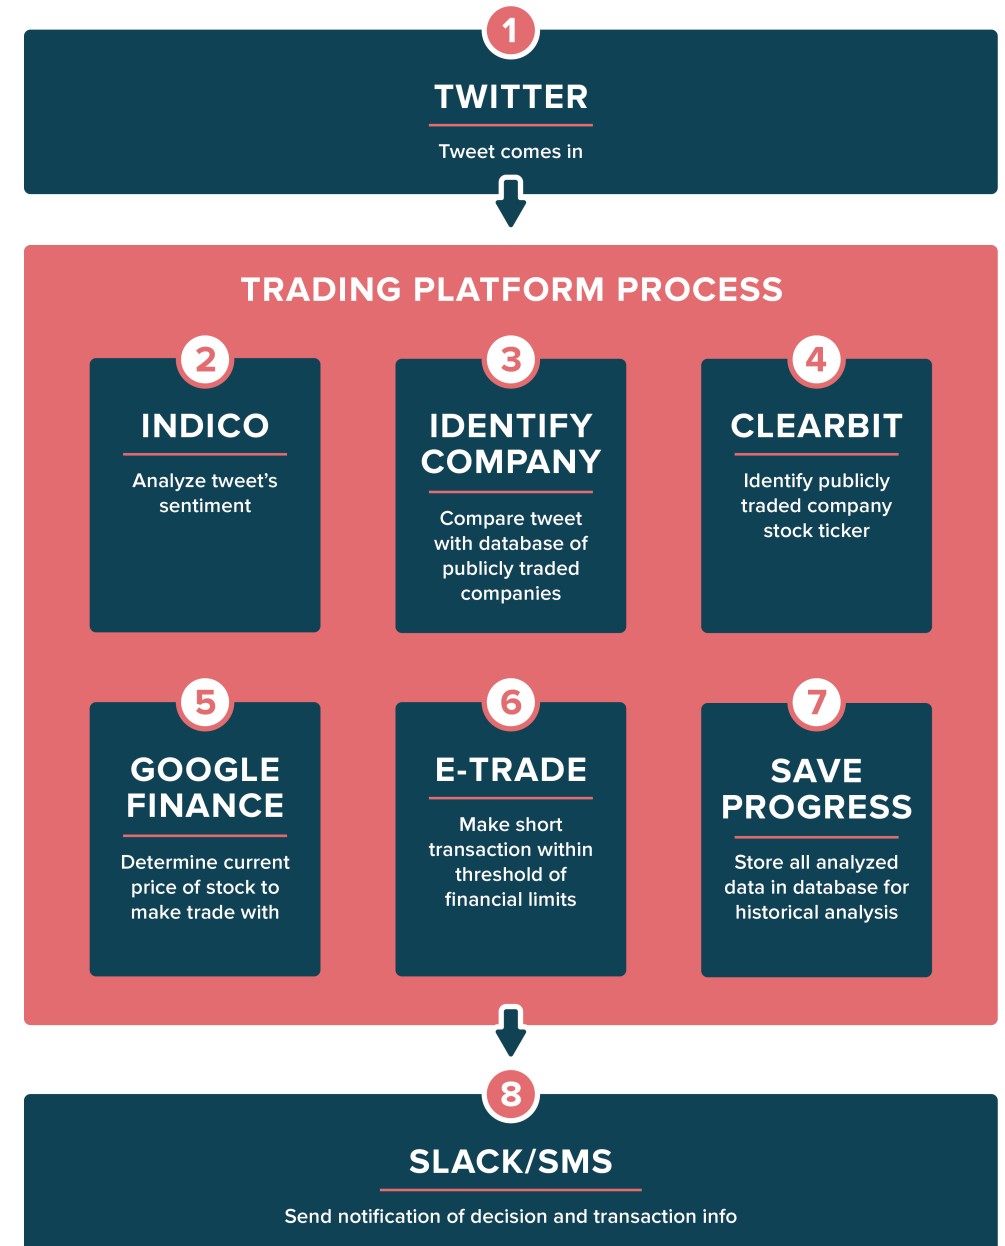 1
TWITTER
Tweet comes in
TRADING PLATFORM PROCESS
2
INDICO
Analyze tweet's
sentiment
3
IDENTIFY
COMPANY
Compare tweet
with database of
publicly traded
companies
4
CLEARBIT
Identify publicly
traded company
stock ticker
5
GOOGLE
FINANCE
Determine current
price of stock to
make trade with
6
E-TRADE
Make short
transaction within
threshold of
financial limits
7
SAVE
PROGRESS
Store all analyzed
data in database for
historical analysis
8
SLACK/SMS
Send notification of decision and transaction info